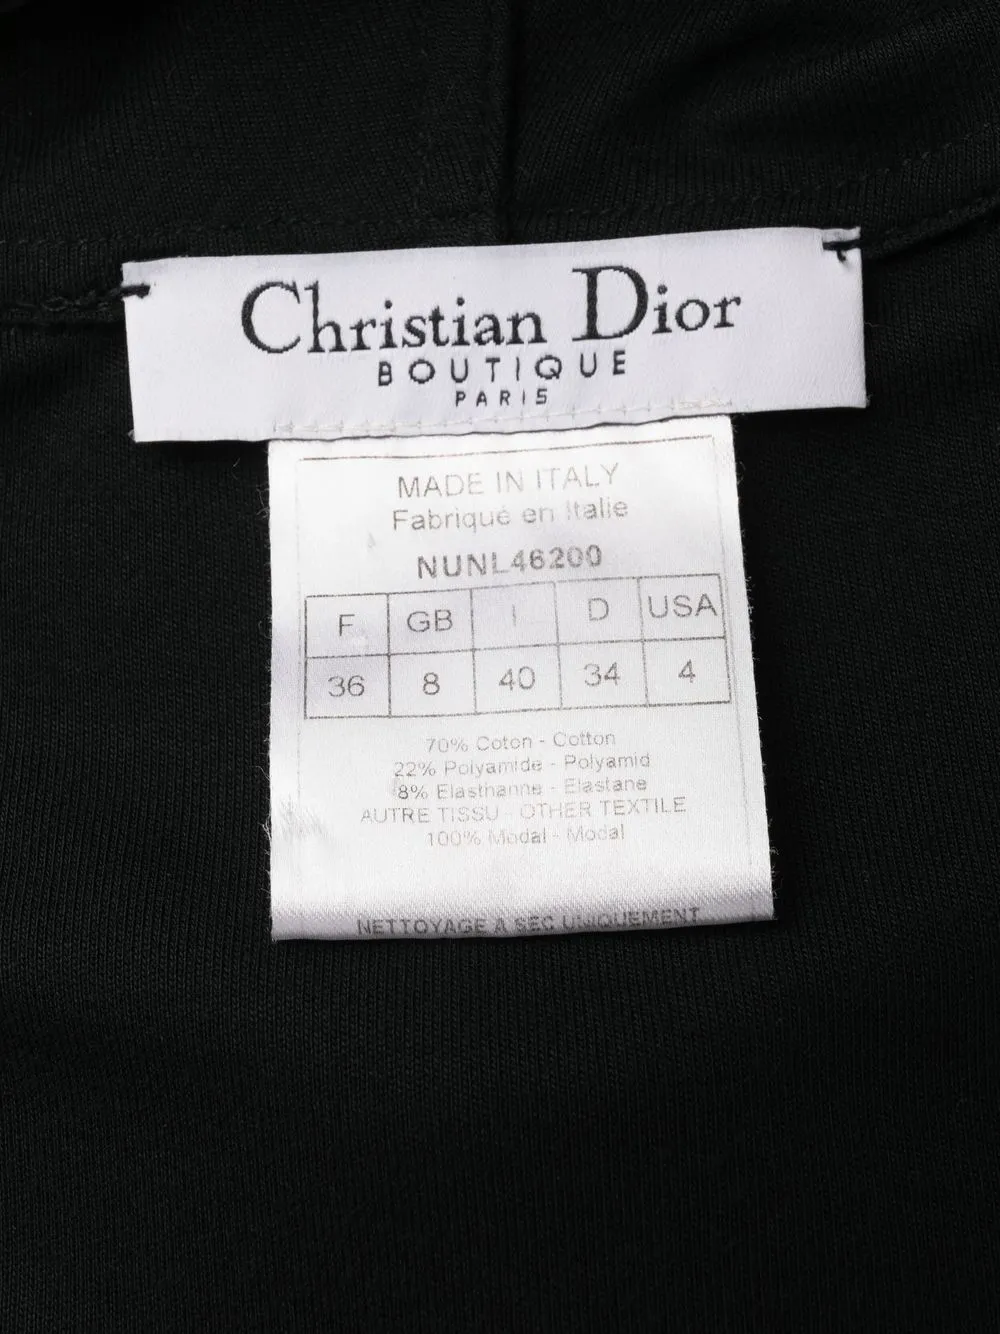 Christian Dior
BOUTIQUE
PARIS
MADE IN ITALY
Fabriqué en Italie
NUNL46200
F GB I D USA
36 8 40 34 4
70% Coton - Cotton
22% Polyamide - Polyamid
8% Elasthanne - Elastane
AUTRE TISSU - OTHER TEXTILE
100% Modal - Modal
NETTOYAGE A SEC UNIQUEMENT